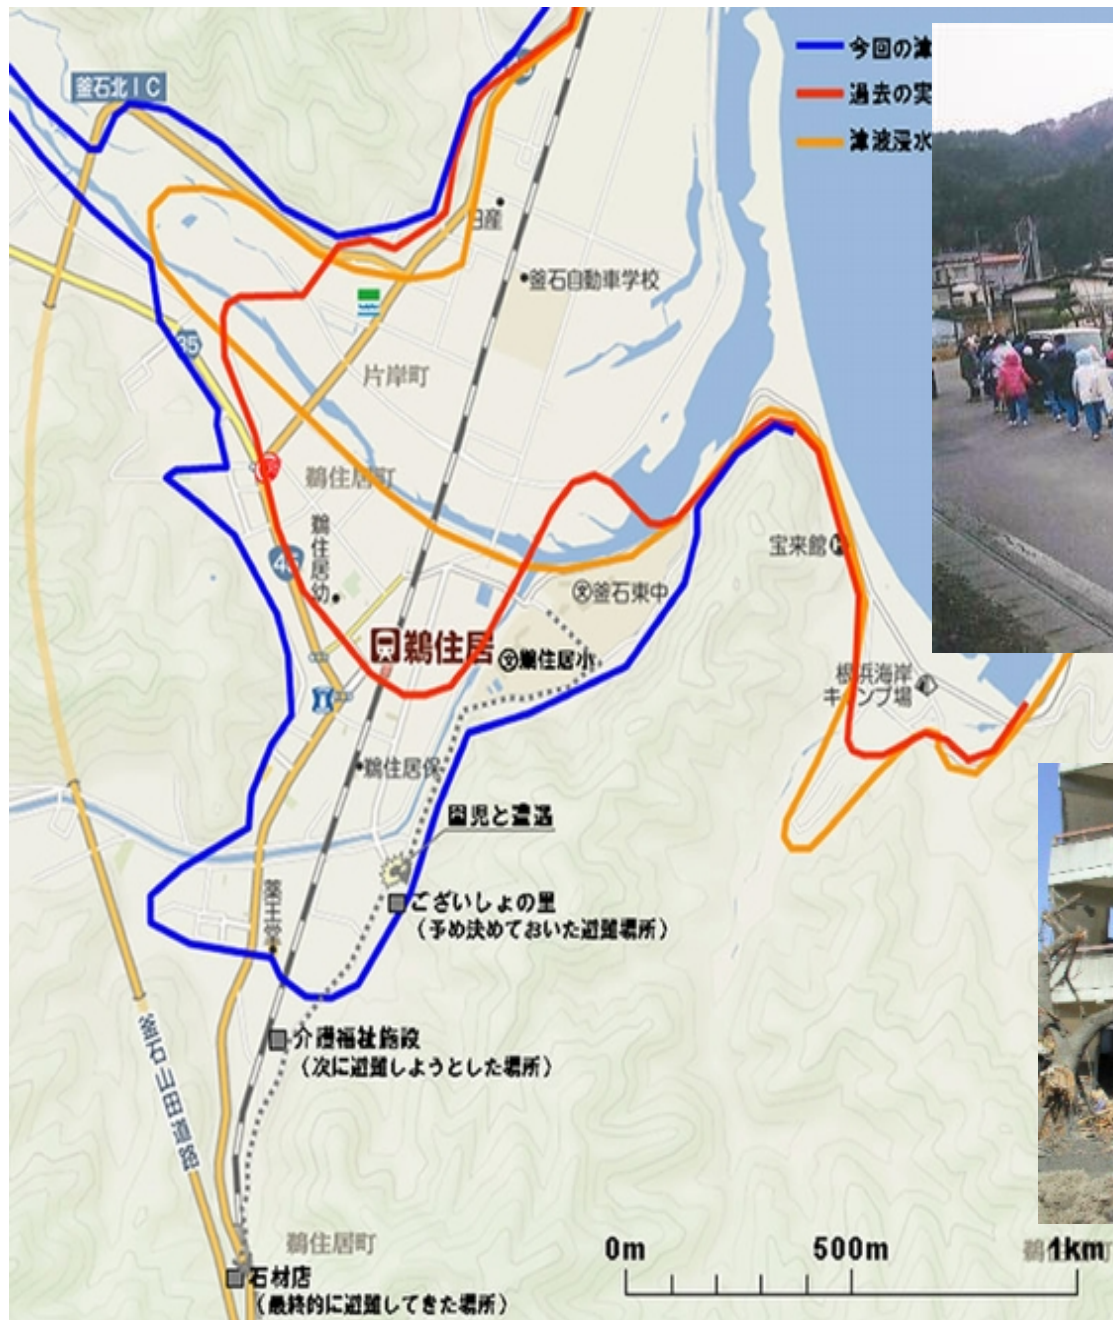 釜石北IC
今回の津
過去の実
津波浸水
日産
釜石自動車学校
35
片岸町
鵜住居町
鵜住居幼
45
宝来館
釜石東中
鵜住居
鵜住居小
根浜海岸
キャンプ場
鵜住居保
園児と遭遇
薬王堂
ございしょの里
(予め決めておいた避難場所)
介護福祉施設
(次に避難しようとした場所)
釜石山田道路
鵜住居町
0m 500m 1km
石材店
(最終的に避難してきた場所)